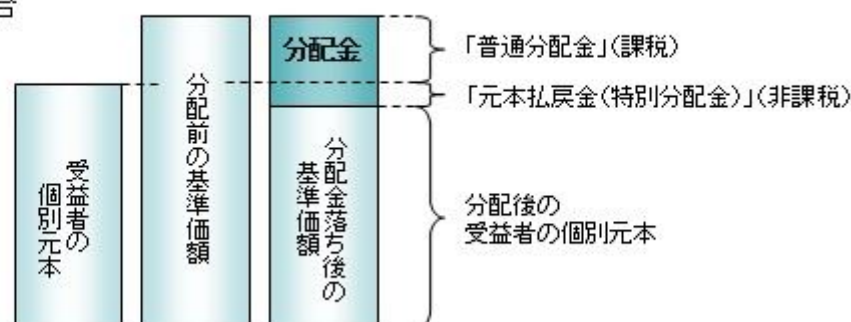 合
分配金
「普通分配金」(課税)
「元本払戻金(特別分配金)」(非課税)
受益者の
個別元本
分配前の基準価額
分配金落ち後の
基準価額
分配後の
受益者の個別元本